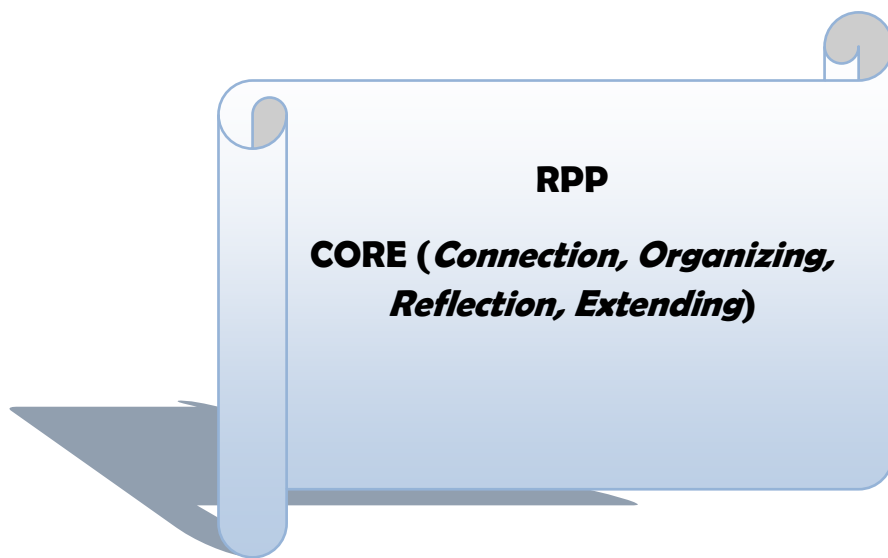 RPP
CORE (Connection, Organizing,
Reflection, Extending)